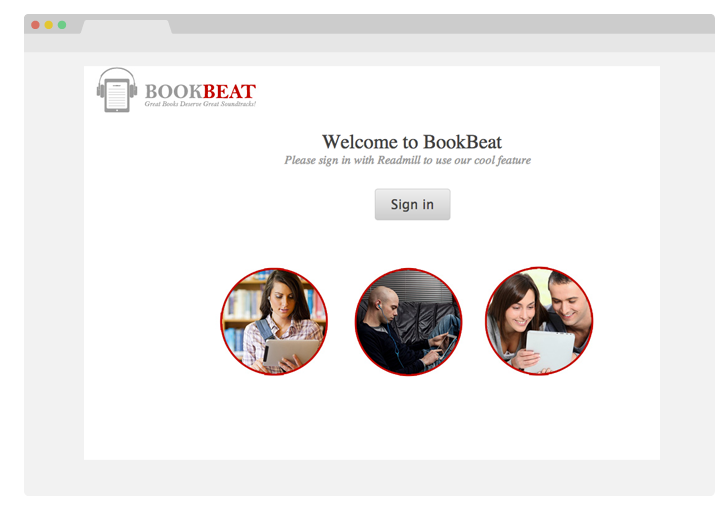 BOOKBEAT
Great Books Deserve Great Soundtracks!
Welcome to BookBeat
Please sign in with Readmill to use our cool feature
Sign in